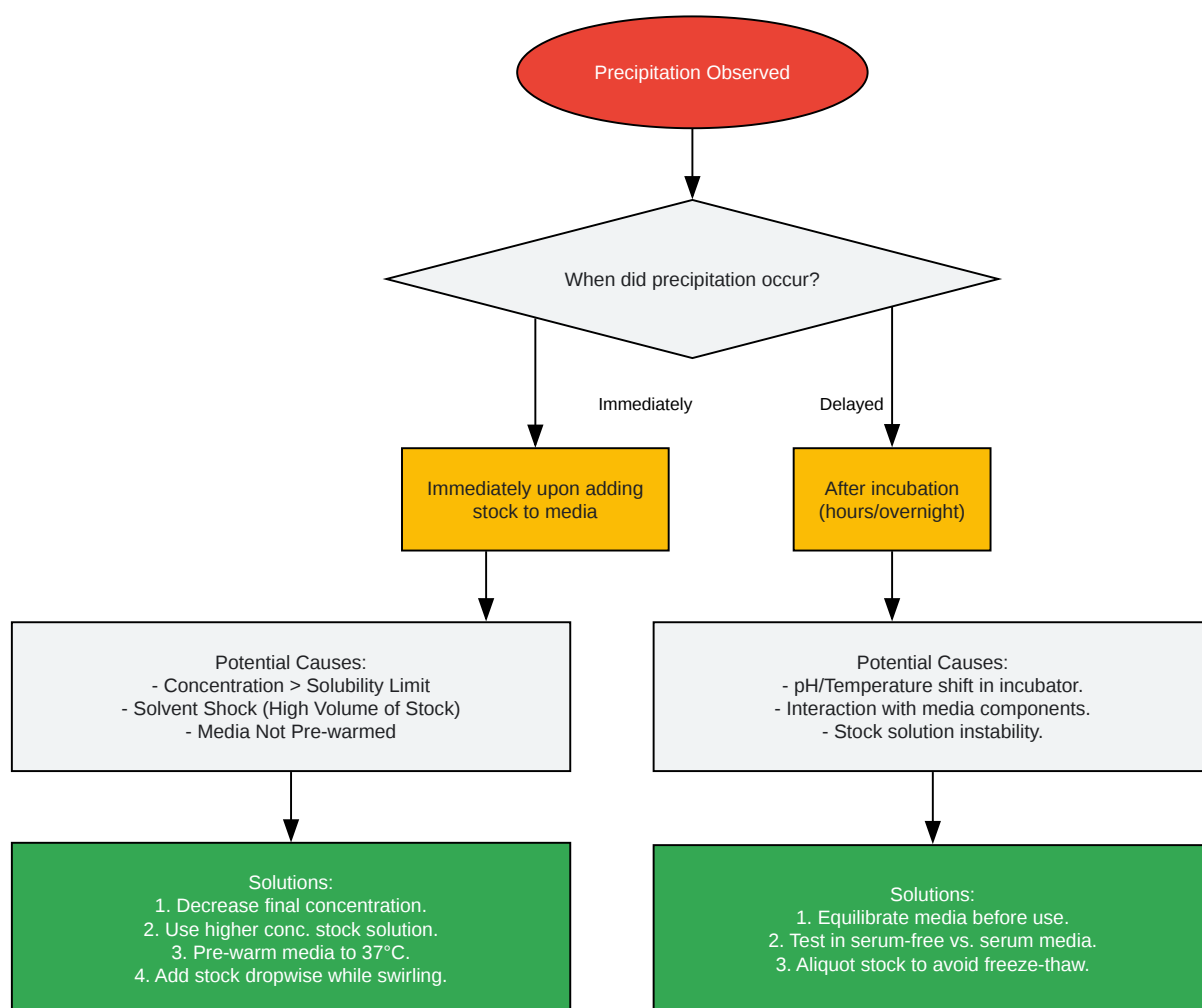 Precipitation Observed
When did precipitation occur?
Immediately
Delayed
Immediately upon adding
stock to media
After incubation
(hours/overnight)
Potential Causes:
- Concentration > Solubility Limit
- Solvent Shock (High Volume of Stock)
- Media Not Pre-warmed
Potential Causes:
- pH/Temperature shift in incubator.
- Interaction with media components.
- Stock solution instability.
Solutions:
1. Decrease final concentration.
2. Use higher conc. stock solution.
3. Pre-warm media to 37°C.
4. Add stock dropwise while swirling.
Solutions:
1. Equilibrate media before use.
2. Test in serum-free vs. serum media.
3. Aliquot stock to avoid freeze-thaw.